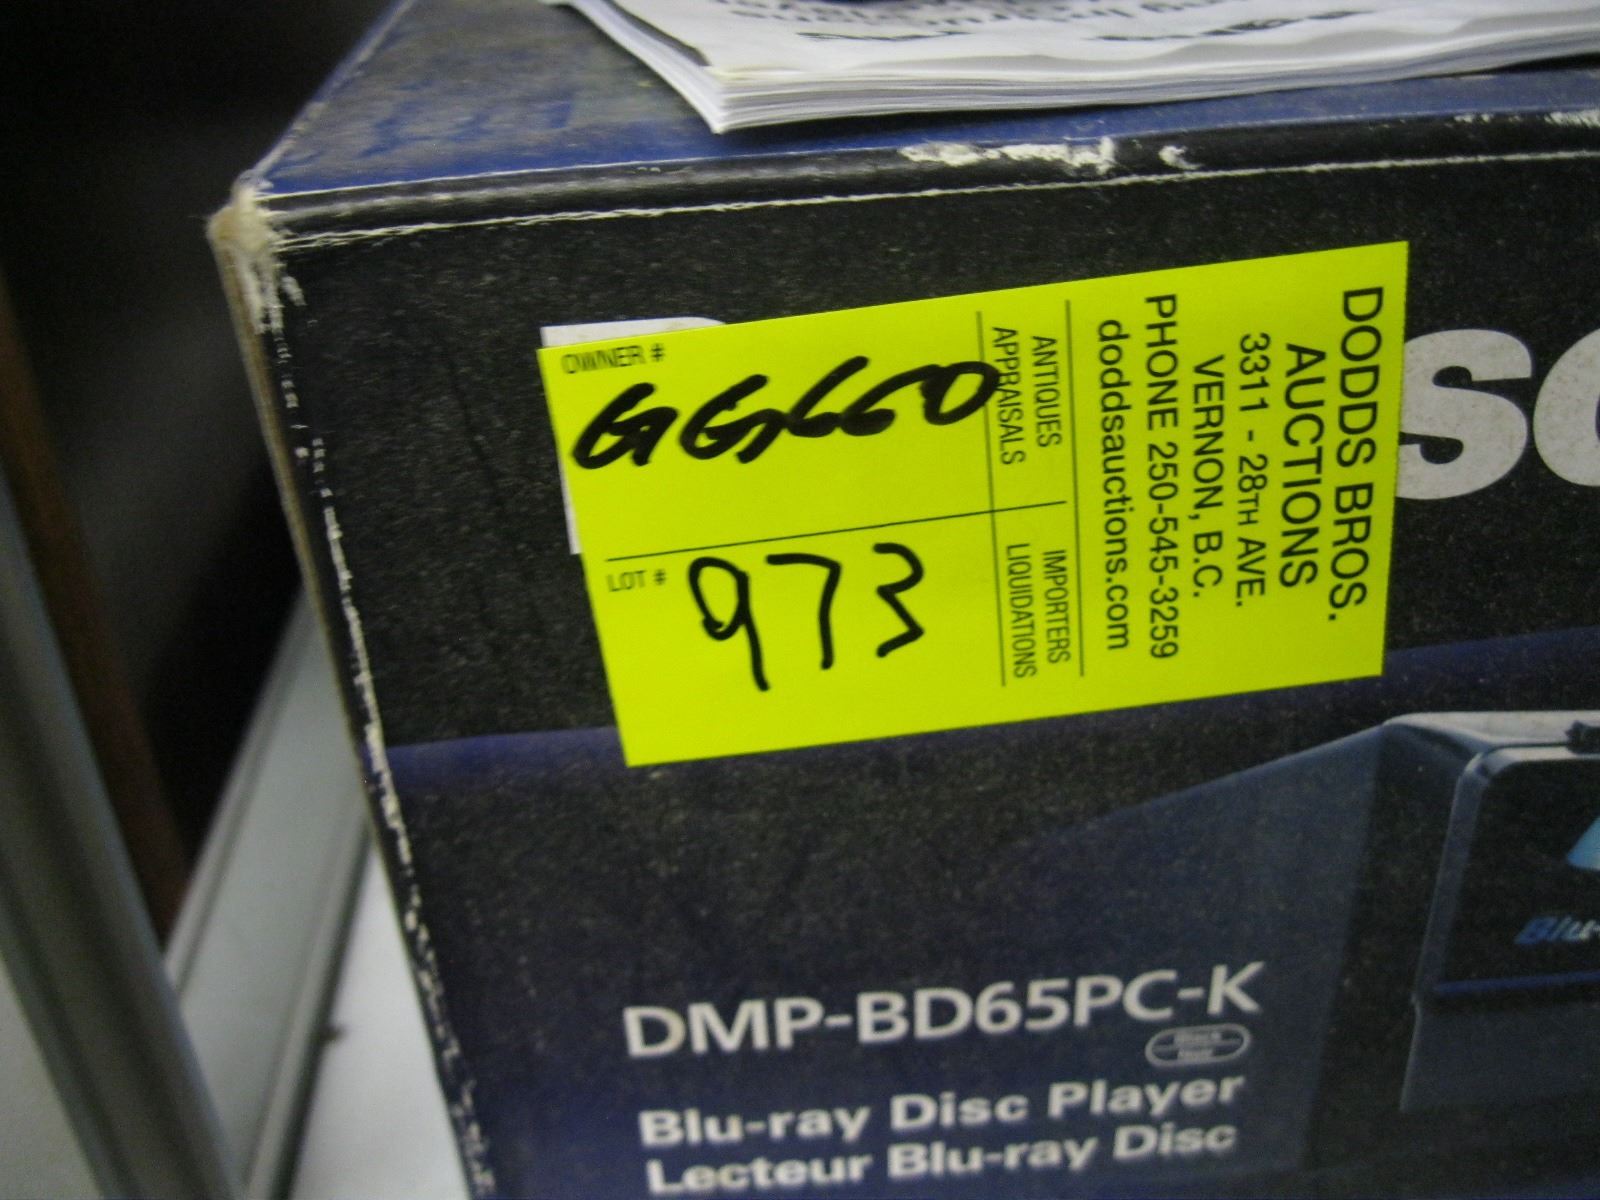 OWNER #
GG660
LOT #
973
ANTIQUES
APPRAISALS
IMPORTERS
LIQUIDATIONS
DODDS BROS.
AUCTIONS
3311 - 28TH AVE.
VERNON, B.C.
PHONE 250-545-3259
doddsauctions.com
DMP-BD65PC-K
Blu-ray Disc Player
Lecteur Blu-ray Disc